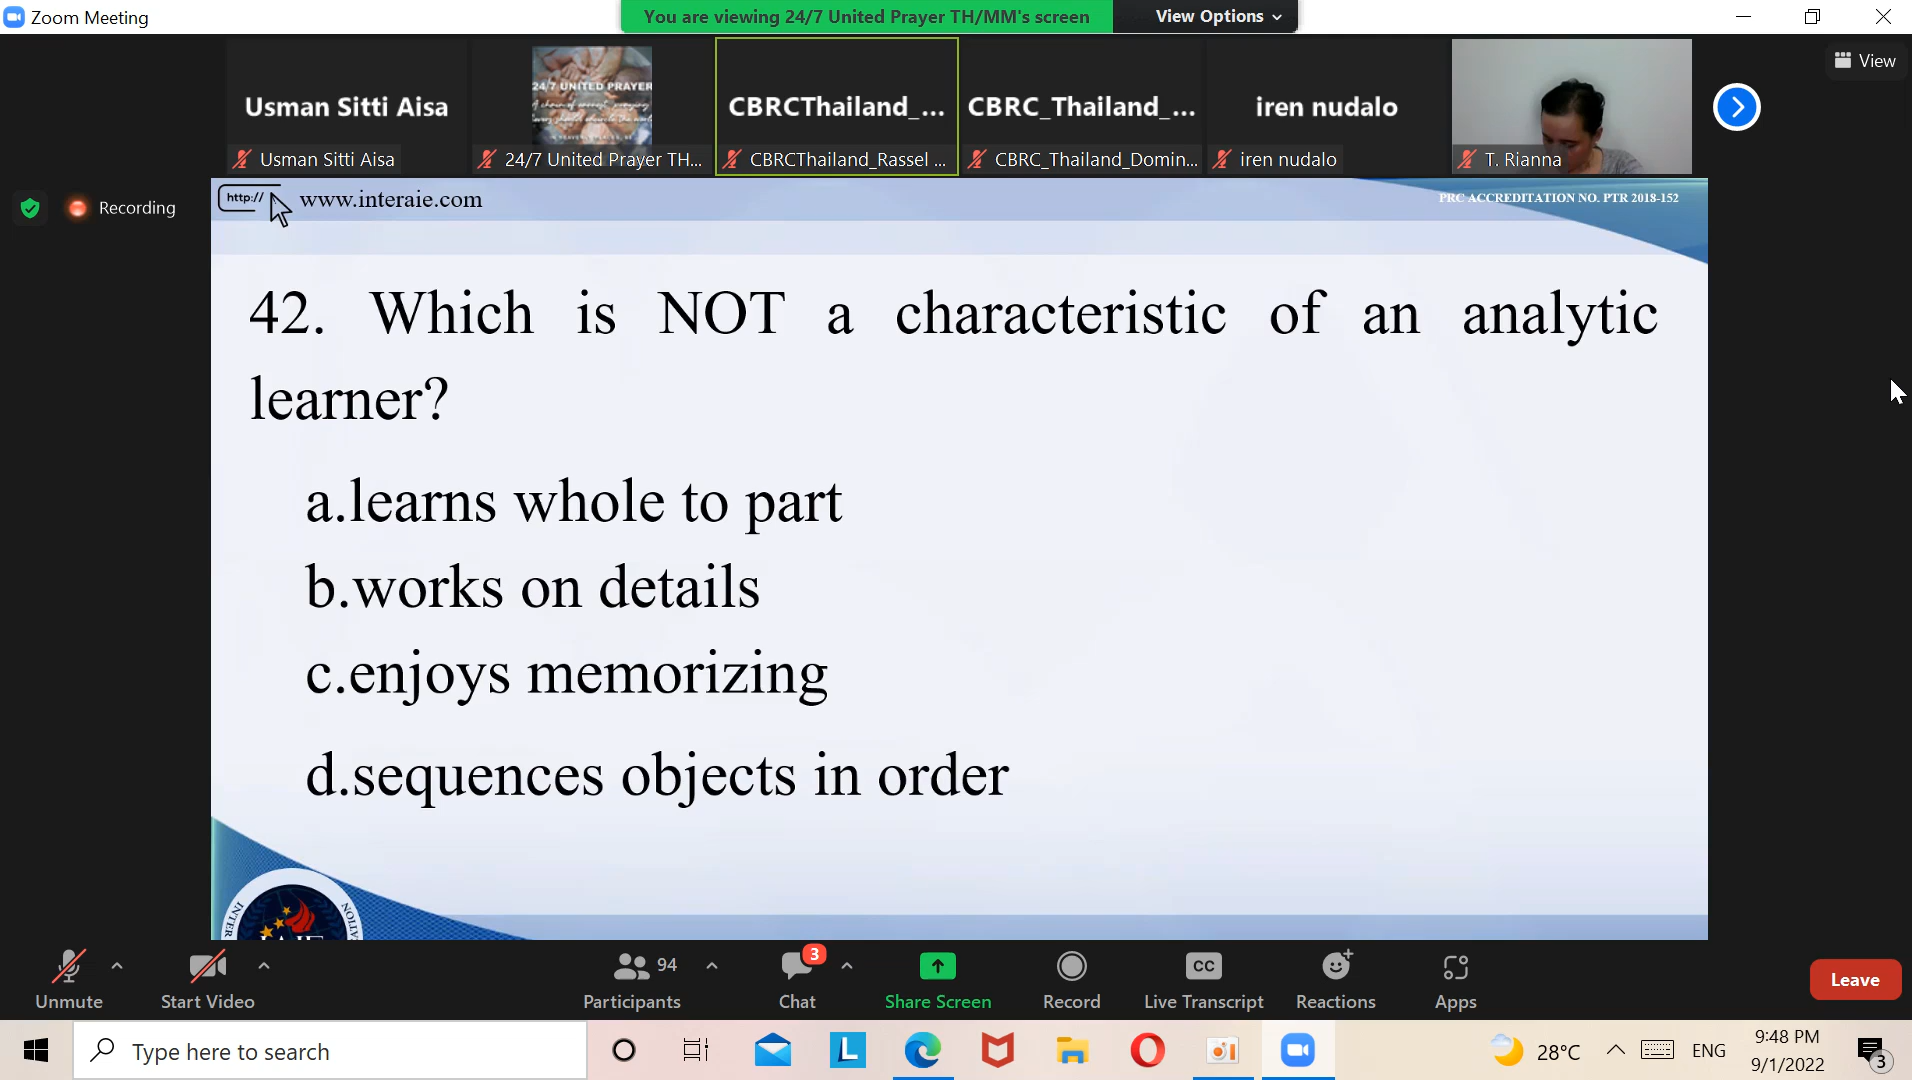 Zoom Meeting
You are viewing 24/7 United Prayer TH/MM's screen
View Options
View
Usman Sitti Aisa
24/7 UNITED PRAYER
CBRCThailand_...
CBRC_Thailand_...
iren nudalo
Usman Sitti Aisa
24/7 United Prayer TH...
CBRCThailand_Rassel ...
CBRC_Thailand_Domin...
iren nudalo
T. Rianna
Recording
http://
www.interaie.com
PRC ACCREDITATION NO. PTR 2018-152
42. Which is NOT a characteristic of an analytic
learner?
a.learns whole to part
b.works on details
c.enjoys memorizing
d.sequences objects in order
Unmute
Start Video
94
Participants
3
Chat
Share Screen
Record
CC
Live Transcript
Reactions
Apps
Leave
Type here to search
L
28°C
ENG
9:48 PM
9/1/2022
3